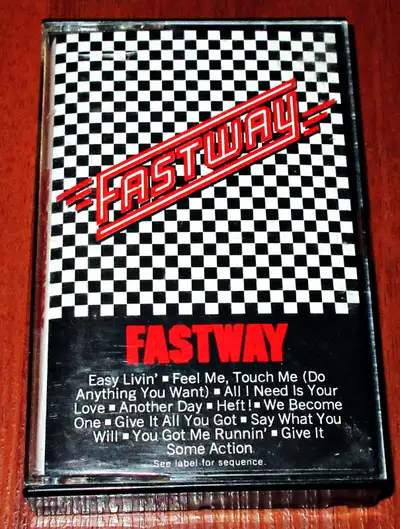 FASTWAY
FASTWAY
Easy Livin' ▪ Feel Me, Touch Me (Do
Anything You Want) ▪ All I Need Is Your
Love ▪ Another Day ▪ Heft! ▪ We Become
One ▪ Give It All You Got ▪ Say What You
Will ▪ You Got Me Runnin' ▪ Give It
Some Action
See label for sequence.